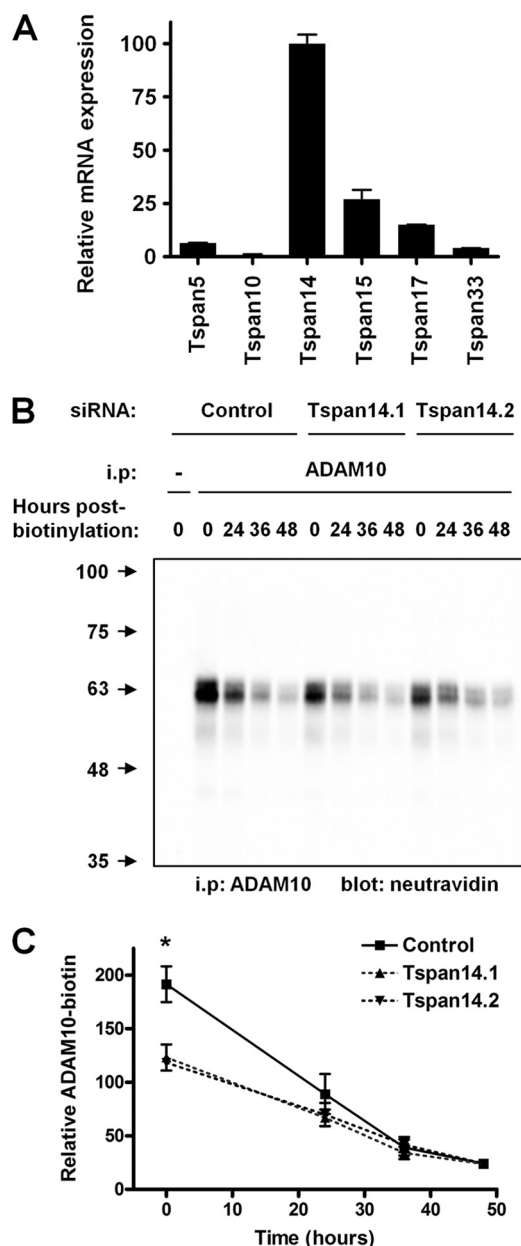 A
Relative mRNA expression
100
75
50
25
0
Tspan5
Tspan10
Tspan14
Tspan15
Tspan17
Tspan33
B
siRNA: Control Tspan14.1 Tspan14.2
i.p: - ADAM10
Hours post-
biotinylation: 0 0 24 36 48 0 24 36 48 0 24 36 48
100
75
63
48
35
i.p: ADAM10 blot: neutravidin
C
*
Control
Tspan14.1
Tspan14.2
Relative ADAM10-biotin
200
150
100
50
0
0 10 20 30 40 50
Time (hours)